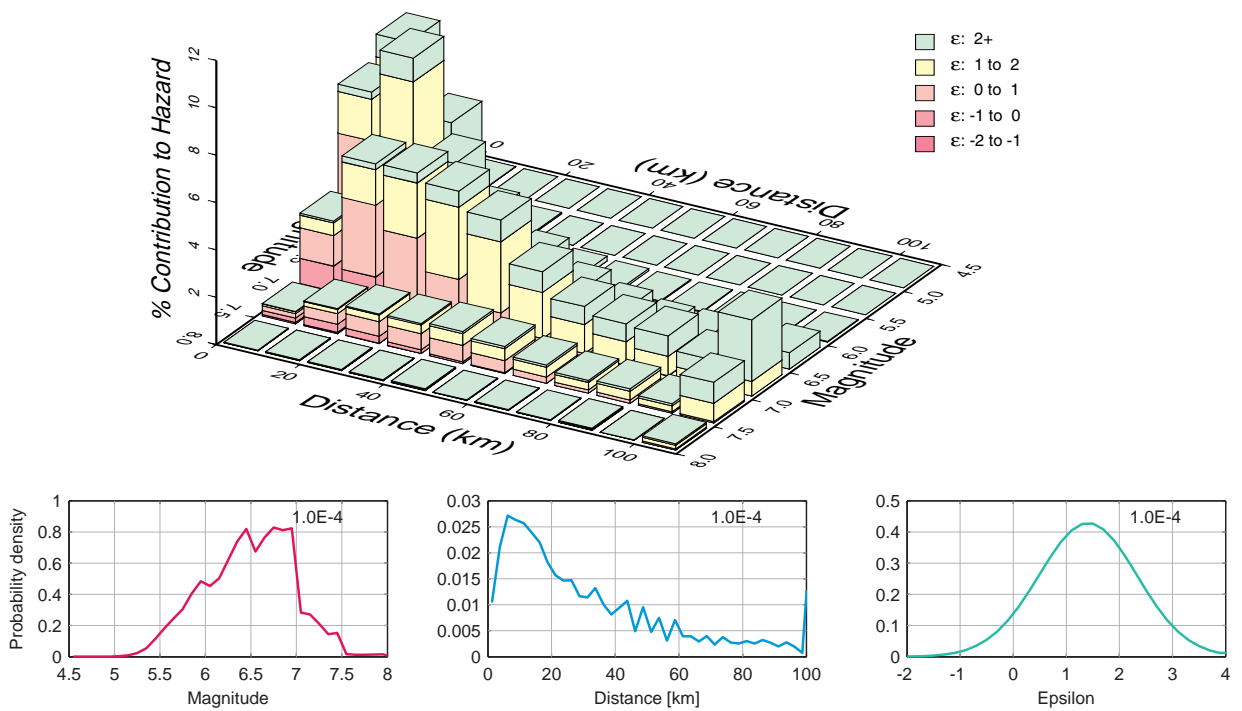 % Contribution to Hazard
2
4
6
8
10
12
0
20
40
60
80
100
Distance (km)
4.5
5.0
5.5
6.0
6.5
7.0
7.5
8.0
Magnitude
0
20
40
60
80
100
Distance (km)
7.0
8.0
ε: 2+
ε: 1 to 2
ε: 0 to 1
ε: -1 to 0
ε: -2 to -1
Probability density
0
0.2
0.4
0.6
0.8
1
1.0E-4
4.5 5 5.5 6 6.5 7 7.5 8
Magnitude
0
0.005
0.01
0.015
0.02
0.025
0.03
1.0E-4
0 20 40 60 80 100
Distance [km]
0
0.1
0.2
0.3
0.4
0.5
1.0E-4
-2 -1 0 1 2 3 4
Epsilon